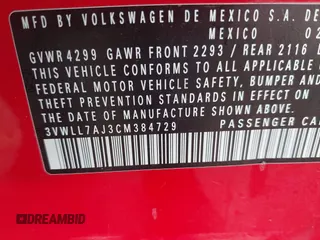 MFD BY VOLKSWAGEN DE MEXICO S.A. DE
MEXICO 02
GVWR 4299 GAWR FRONT 2293 / REAR 2116 L
THIS VEHICLE CONFORMS TO ALL APPLICABLE
FEDERAL MOTOR VEHICLE SAFETY, BUMPER AND
THEFT PREVENTION STANDARDS IN EFFECT ON
THE DATE OF MANUFACTURE SHOWN ABOVE.
3VWLL7AJ3CM384729 PASSENGER CA
DREAMBID